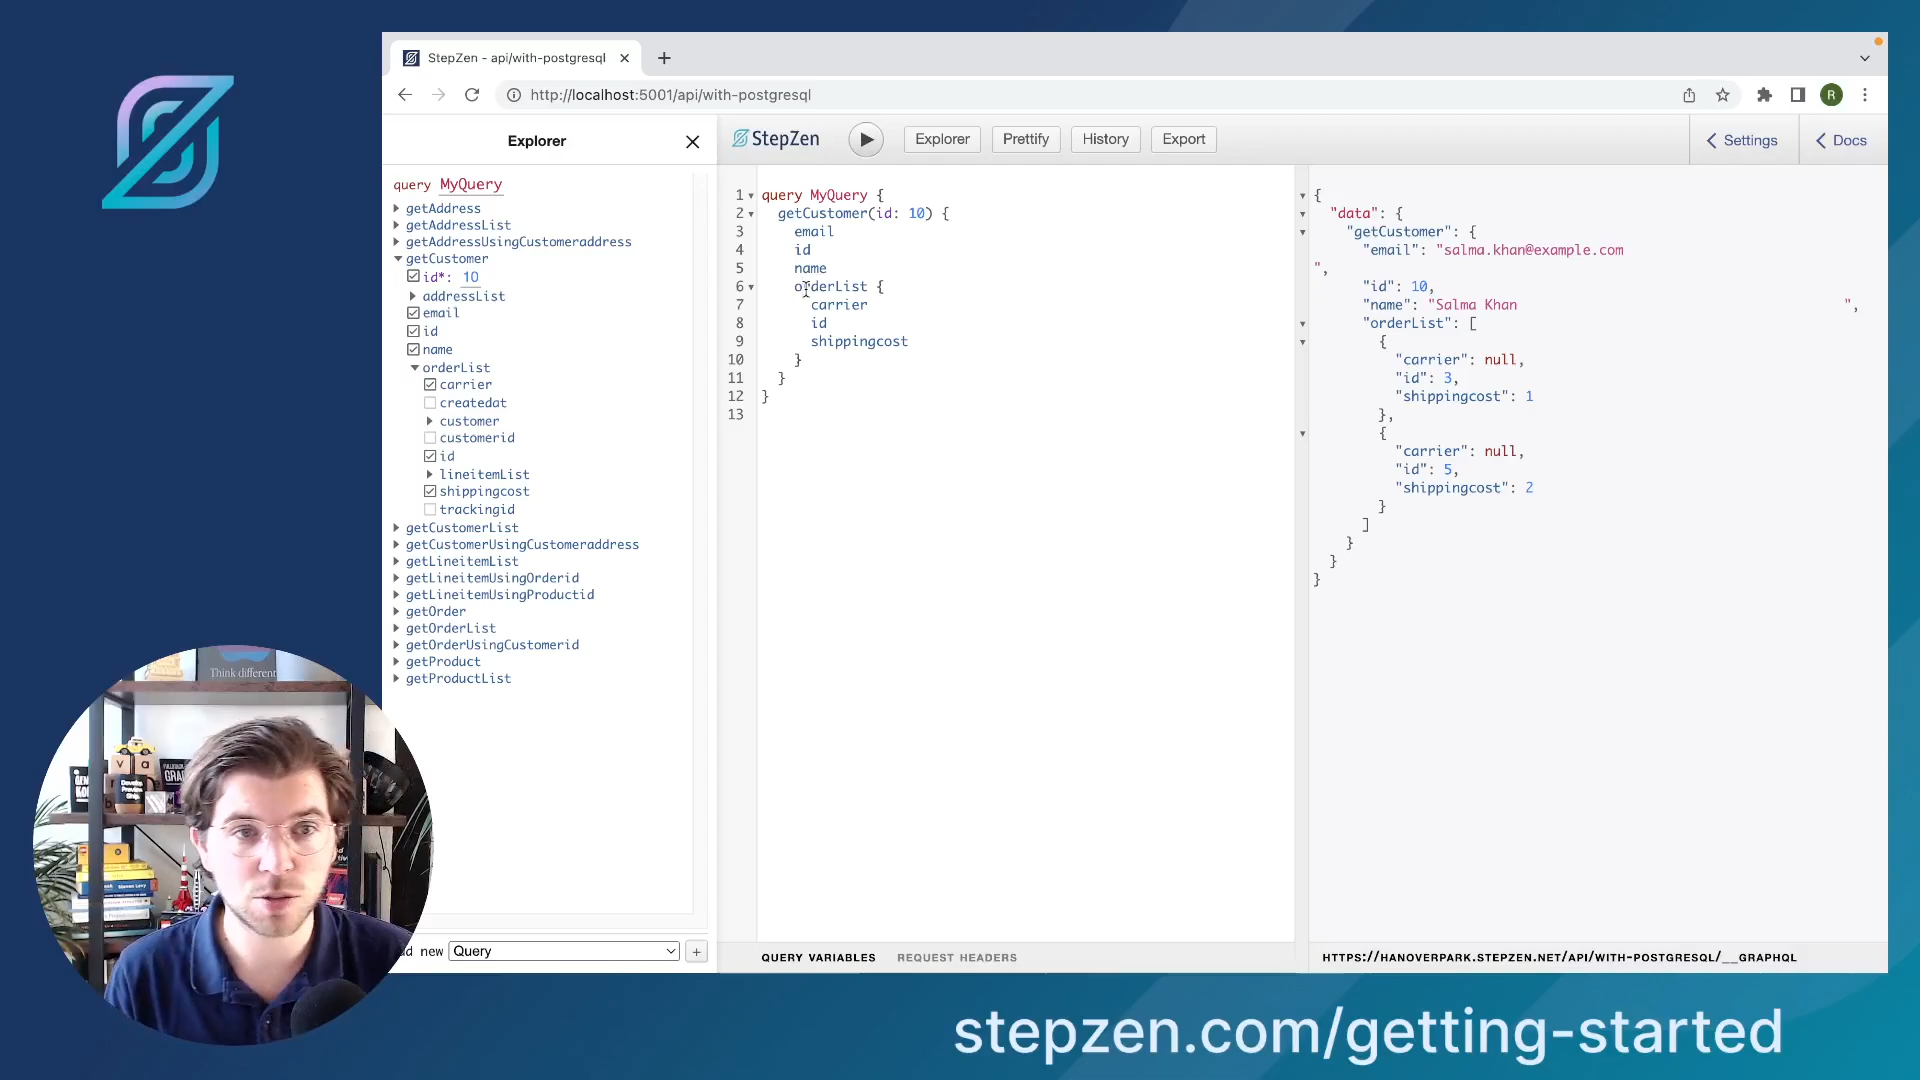 StepZen - api/with-postgresql
http://localhost:5001/api/with-postgresql
R
Explorer
StepZen
Explorer
Prettify
History
Export
Settings
Docs
query MyQuery
getAddress
getAddressList
getAddressUsingCustomeraddress
getCustomer
id*: 10
addressList
email
id
name
orderList
carrier
createdat
customer
customerid
id
lineitemList
shippingcost
trackingid
getCustomerList
getCustomerUsingCustomeraddress
getLineitemList
getLineitemUsingOrderid
getLineitemUsingProductid
getOrder
getOrderList
getOrderUsingCustomerid
getProduct
getProductList
new Query
1 query MyQuery {
2 getCustomer(id: 10) {
3 email
4 id
5 name
6 orderList {
7 carrier
8 id
9 shippingcost
10 }
11 }
12 }
13
QUERY VARIABLES REQUEST HEADERS
{
"data": {
"getCustomer": {
"email": "salma.khan@example.com
",
"id": 10,
"name": "Salma Khan ",
"orderList": [
{
"carrier": null,
"id": 3,
"shippingcost": 1
},
{
"carrier": null,
"id": 5,
"shippingcost": 2
}
]
}
}
}
HTTPS://HANOVERPARK.STEPZEN.NET/API/WITH-POSTGRESQL/__GRAPHQL
Think different
stepzen.com/getting-started